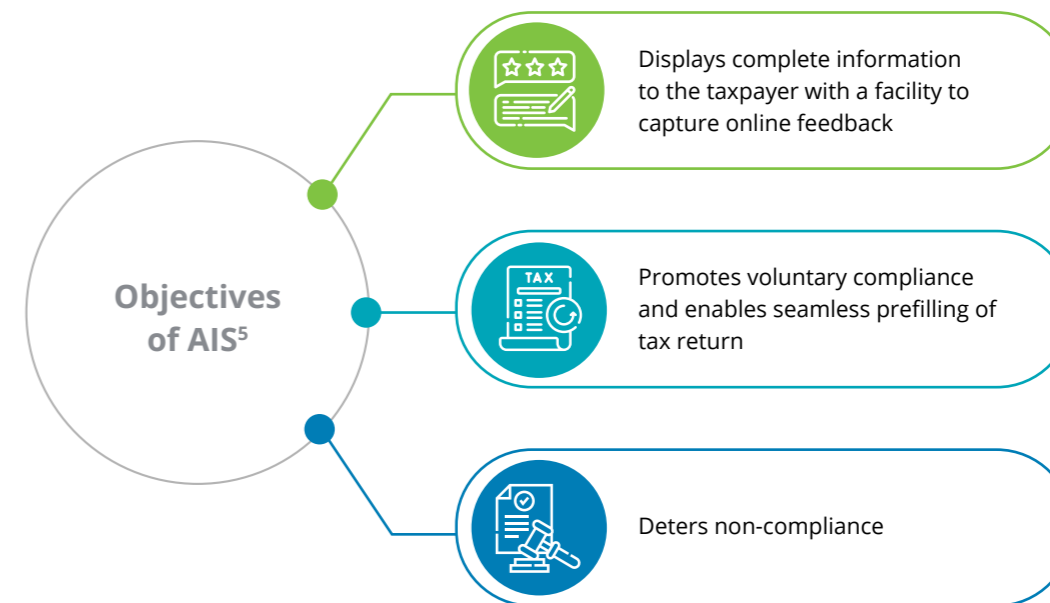 Objectives
of AIS5
Displays complete information
to the taxpayer with a facility to
capture online feedback
TAX
Promotes voluntary compliance
and enables seamless prefilling of
tax return
Deters non-compliance